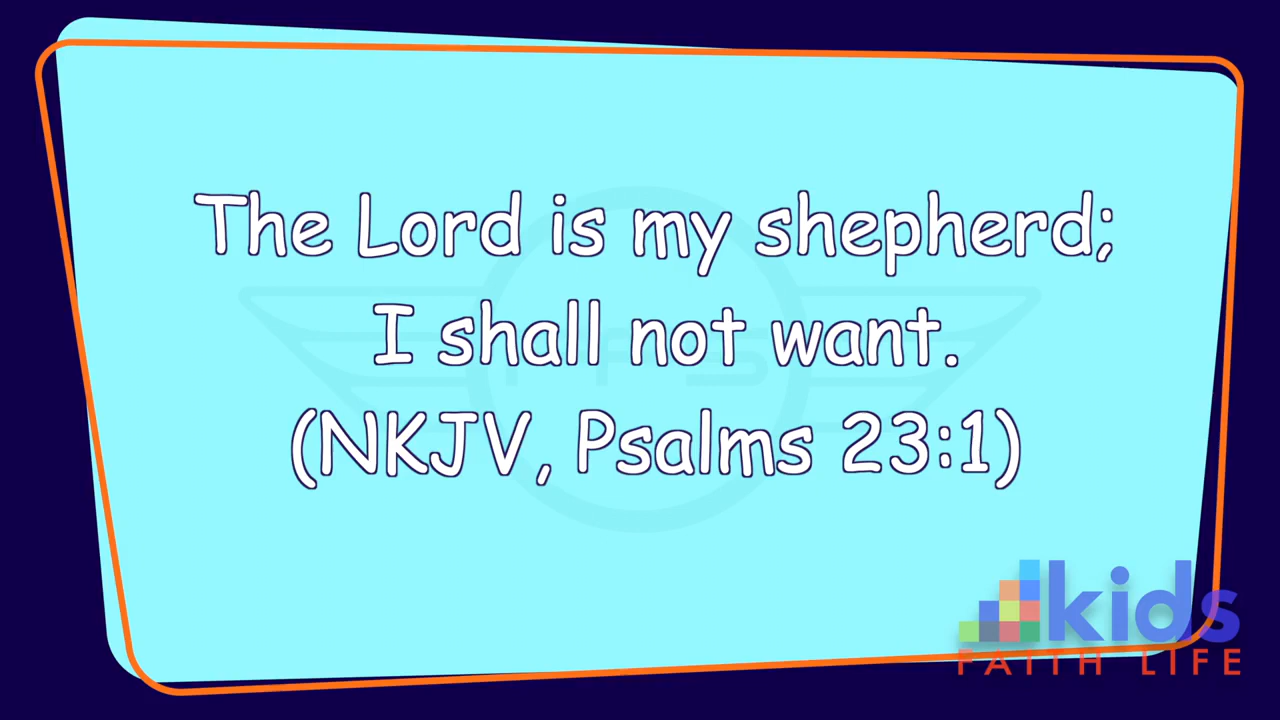 The Lord is my shepherd;
I shall not want.
(NKJV, Psalms 23:1)
kids
FAITH LIFE